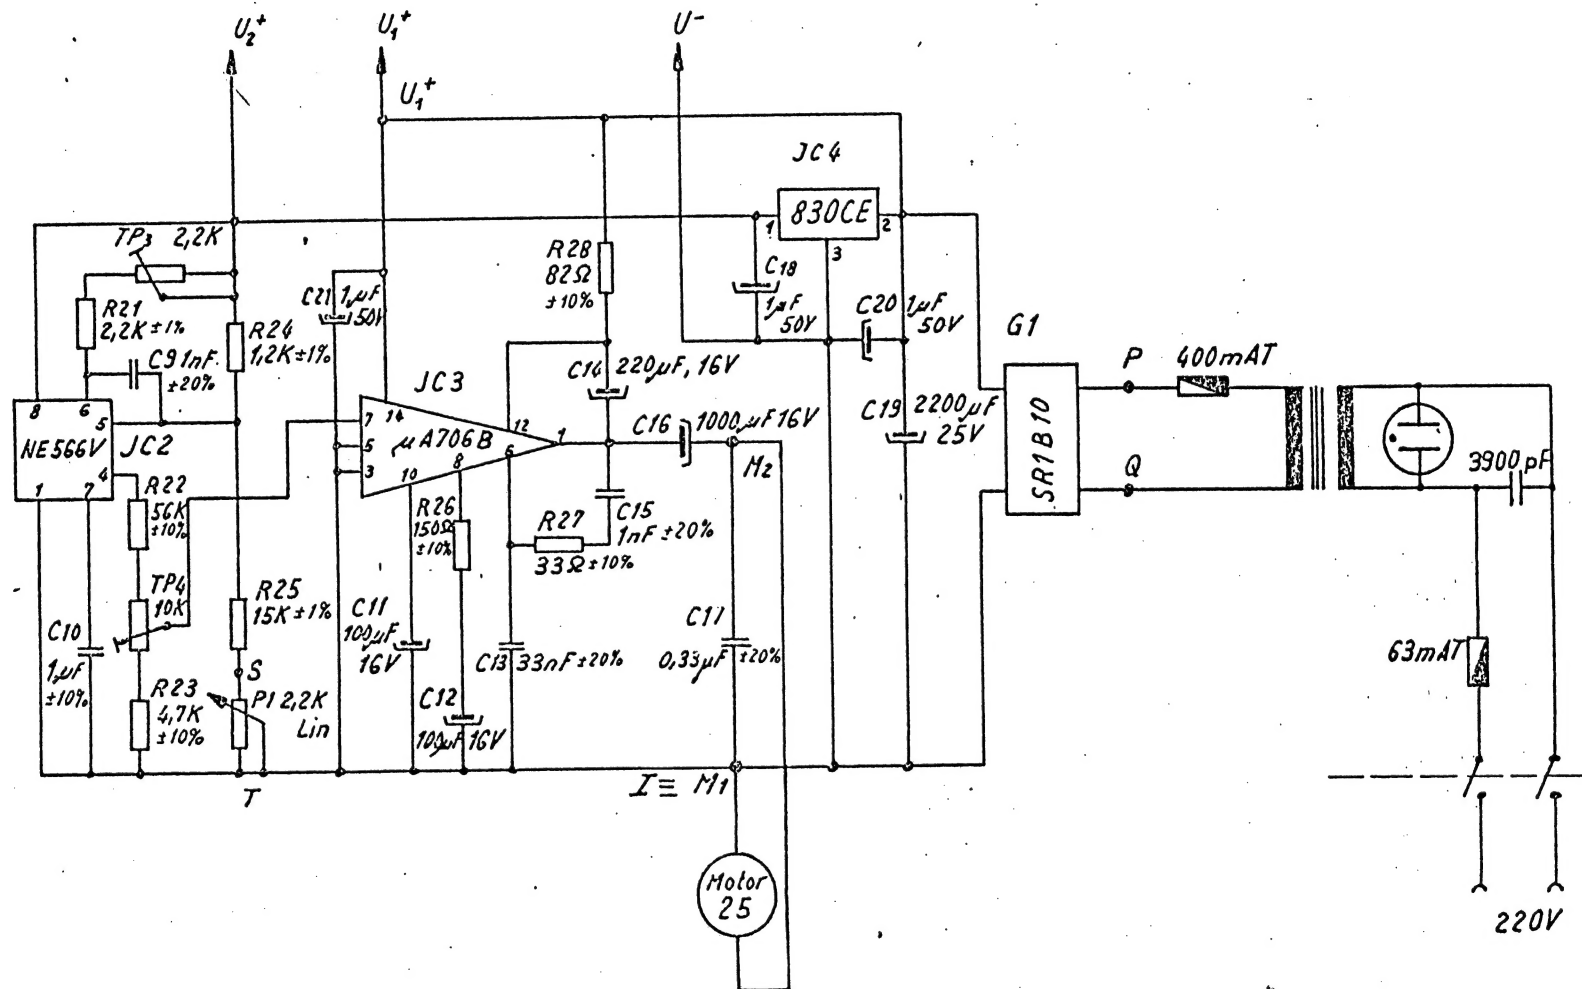 U₂⁺
U₁⁺
U⁻
U₁⁺
JC4
830CE
1
2
3
TP₃ 2,2K
R21
2,2K±1%
R24
1,2K±1%
C9 1nF
±20%
C21 1µF
50V
R28
82Ω
±10%
C18
1µF
50V
C20 1µF
50V
G1
SR1B10
P
400mAT
Q
3900pF
63mAT
220V
8
6
5
NE566V
JC2
4
1
7
R22
56K
±10%
TP4
10K
R23
4,7K
±10%
C10
1µF
±10%
R25
15K±1%
S
P1 2,2K
Lin
T
JC3
7
14
µA706B
5
3
10
8
6
12
1
C14 220µF, 16V
C16 1000µF 16V
M₂
C19 2200µF
25V
R26
150Ω
±10%
R27
33Ω±10%
C15
1nF±20%
C11
100µF
16V
C12
100µF 16V
C13 33nF±20%
C17
0,33µF ±20%
I≡ M1
Motor
25